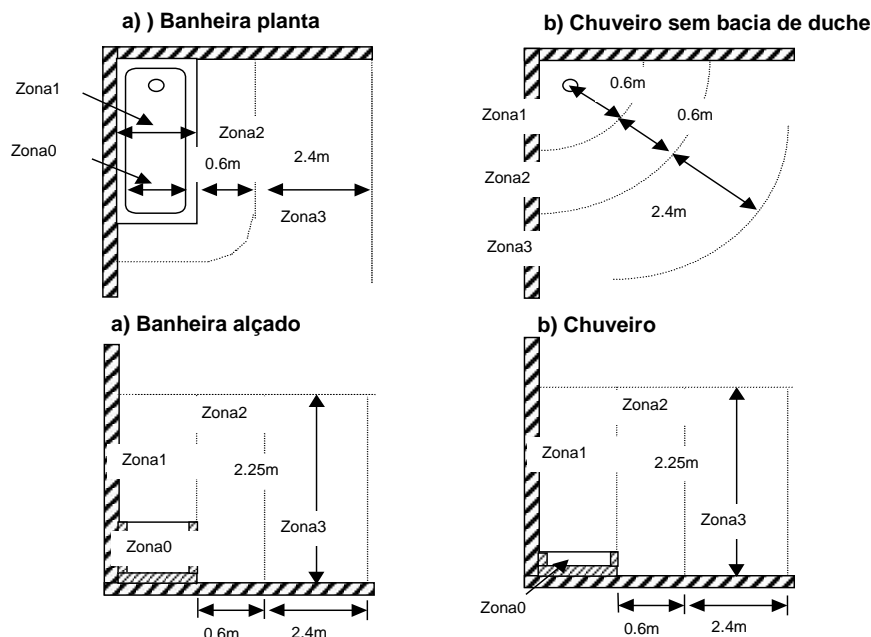 a) ) Banheira planta
Zona1
Zona0
Zona2
0.6m
2.4m
Zona3
b) Chuveiro sem bacia de duche
0.6m
Zona1
0.6m
Zona2
2.4m
Zona3
a) Banheira alçado
Zona2
Zona1
2.25m
Zona3
Zona0
0.6m
2.4m
b) Chuveiro
Zona2
Zona1
2.25m
Zona3
Zona0
0.6m
2.4m